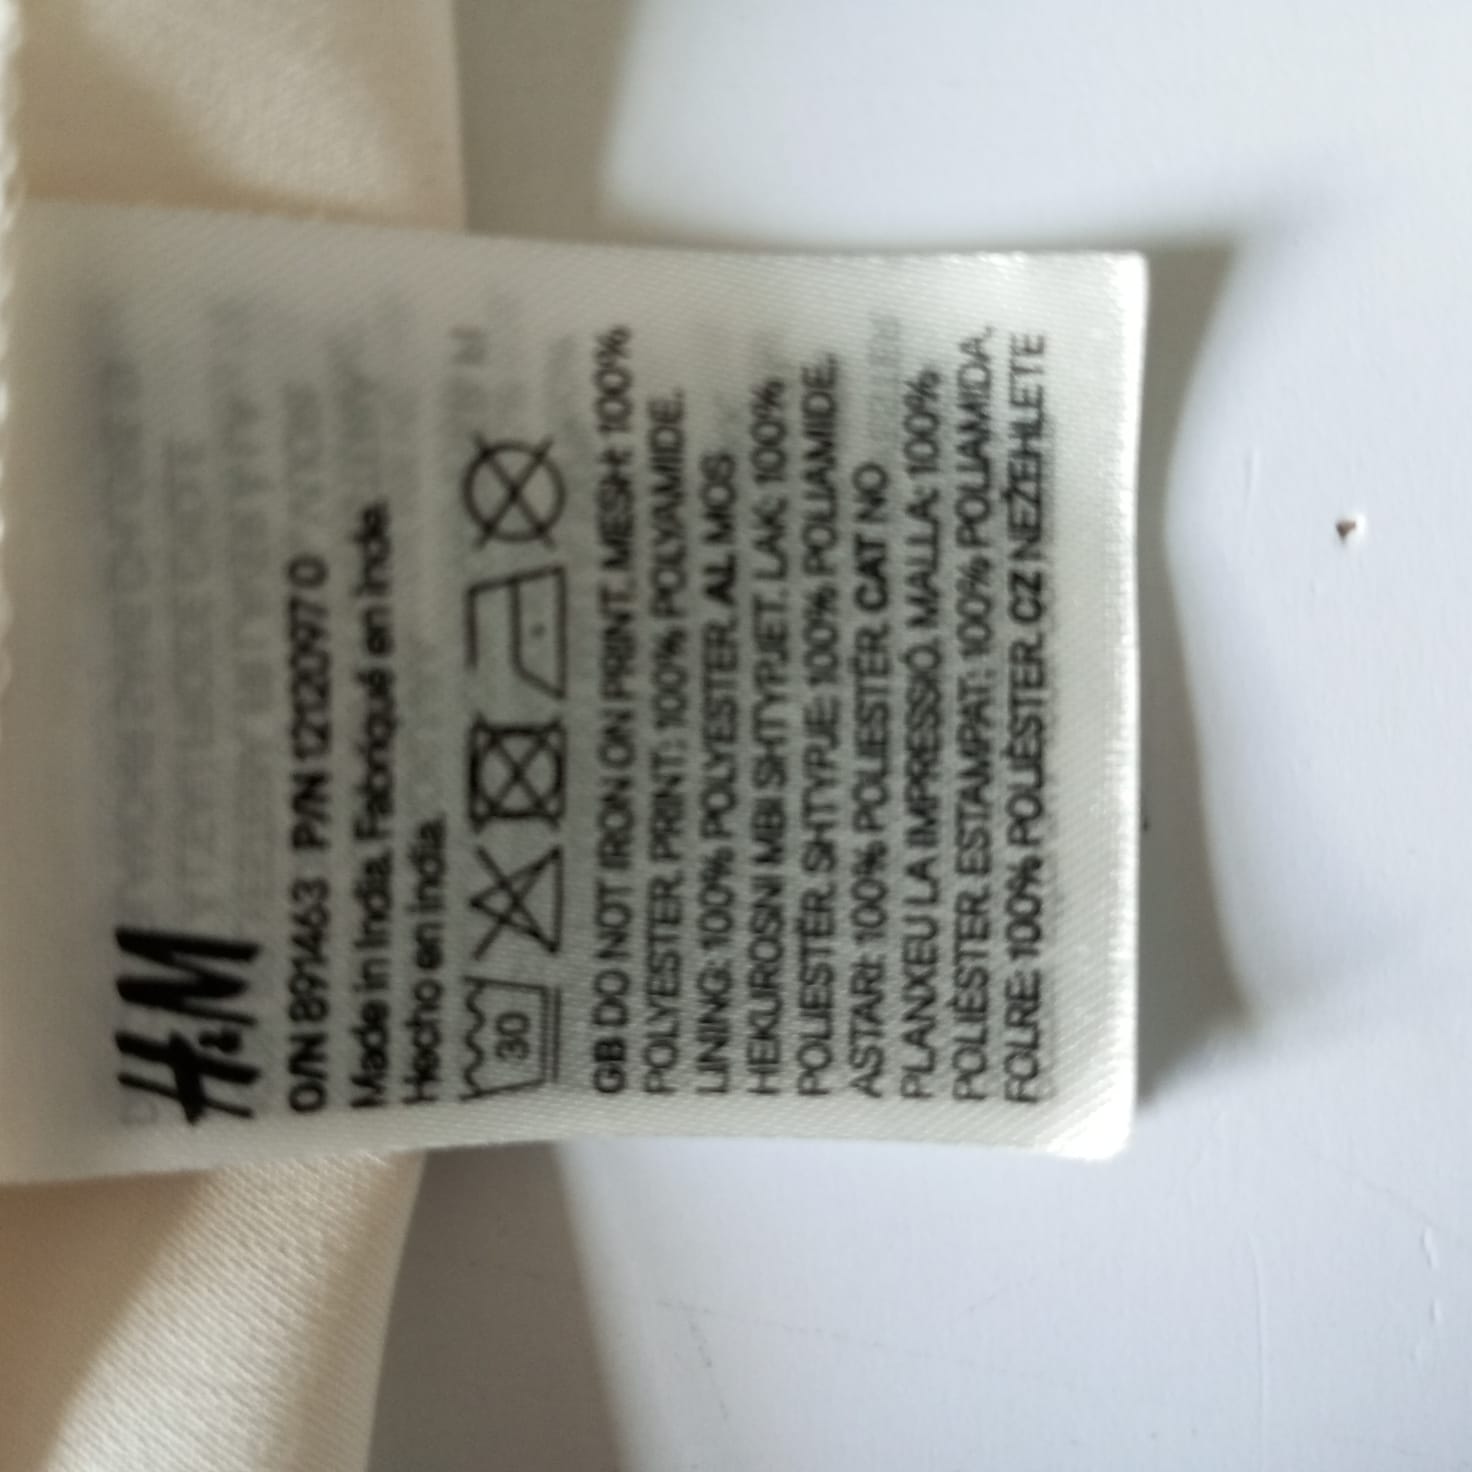 H&M
O/N 891463 P/N 1212097 0
Made in India. Fabriqué en Inde.
Hecho en India.
30
GB DO NOT IRON ON PRINT. MESH: 100%
POLYESTER. PRINT: 100% POLYAMIDE.
LINING: 100% POLYESTER. AL MOS
HEKUROSNI MBI SHTYPJET. LAK: 100%
POLIESTËR. SHTYPJE: 100% POLIAMIDE.
ASTARI: 100% POLIESTËR. CAT NO
PLANXEU LA IMPRESSIÓ. MALLA: 100%
POLIÈSTER. ESTAMPAT: 100% POLIAMIDA.
FOLRE: 100% POLIÈSTER. CZ NEŽEHLETE